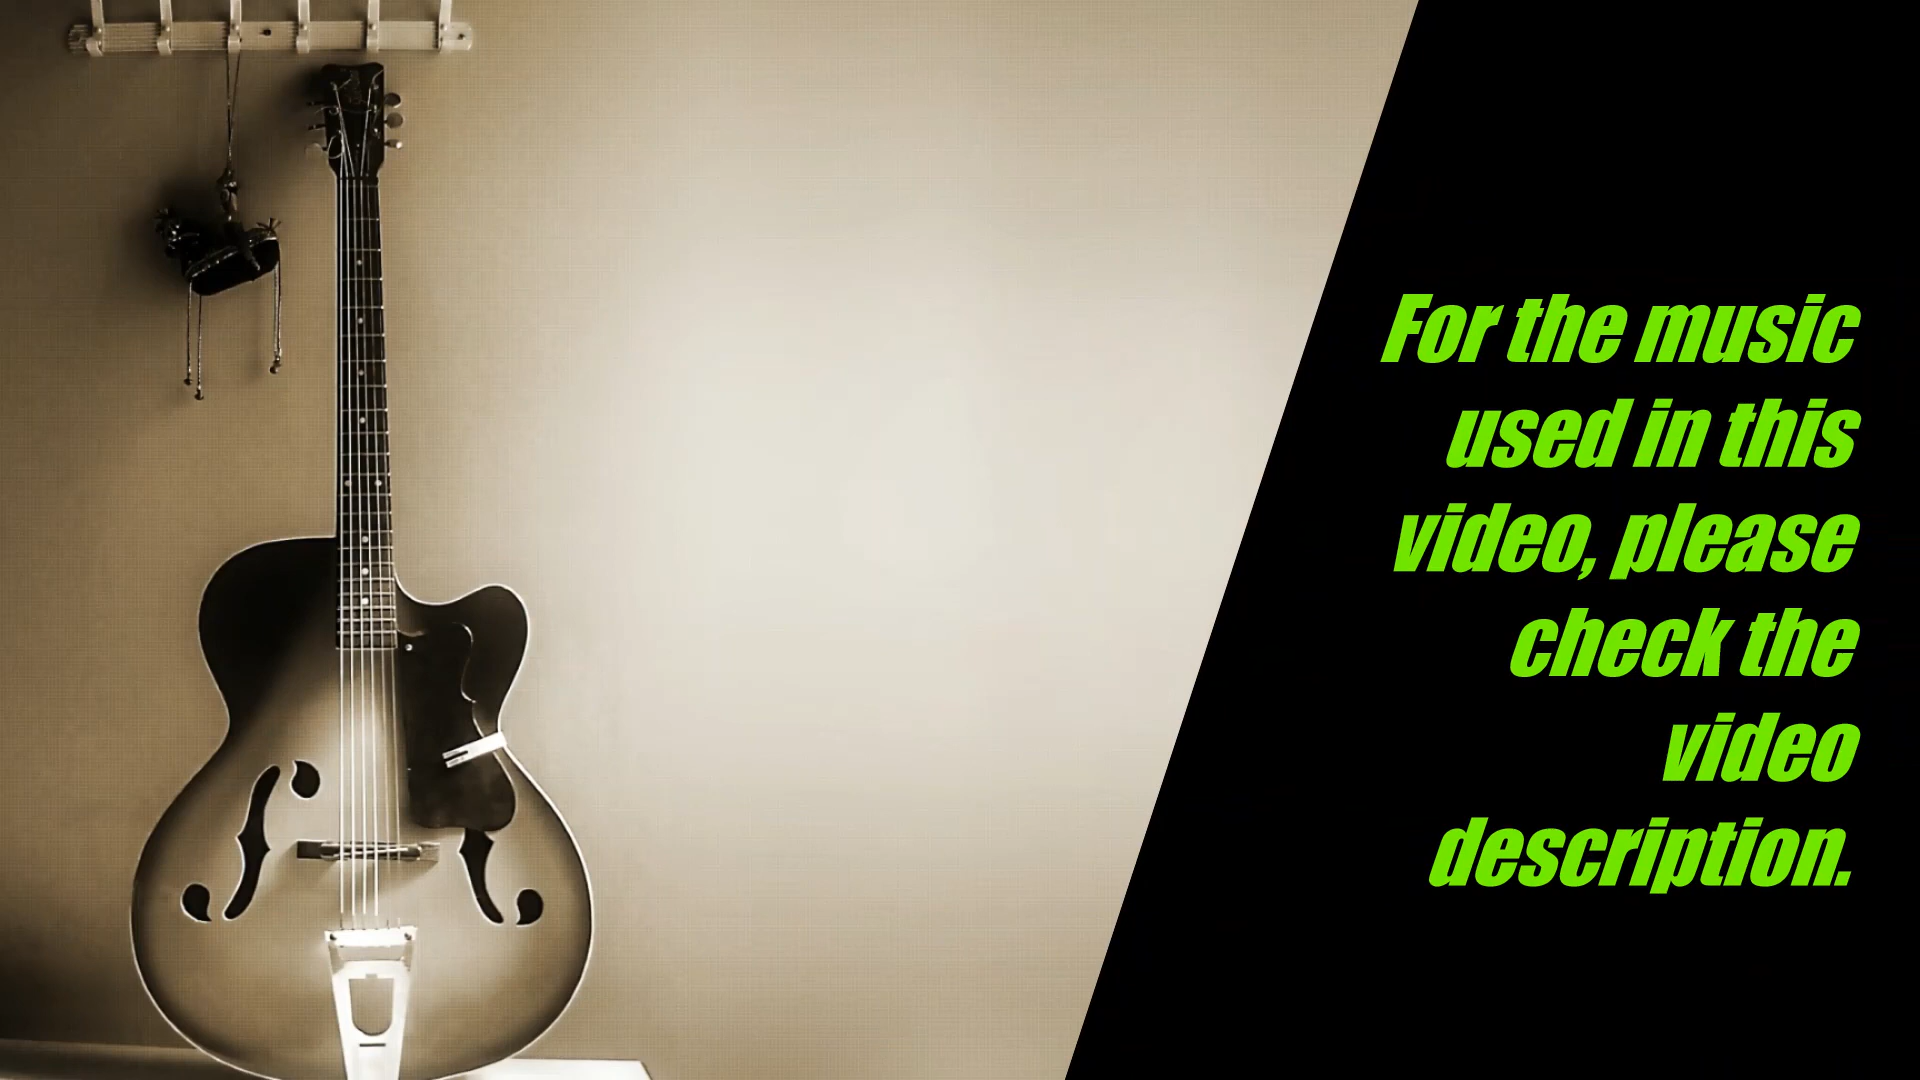 For the music
used in this
video, please
check the
video
description.